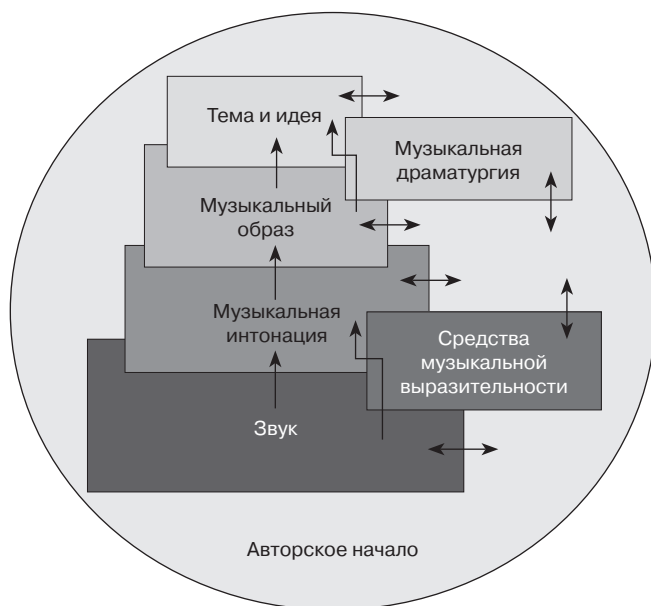 Тема и идея
Музыкальная
драматургия
Музыкальный
образ
Музыкальная
интонация
Средства
музыкальной
выразительности
Звук
Авторское начало